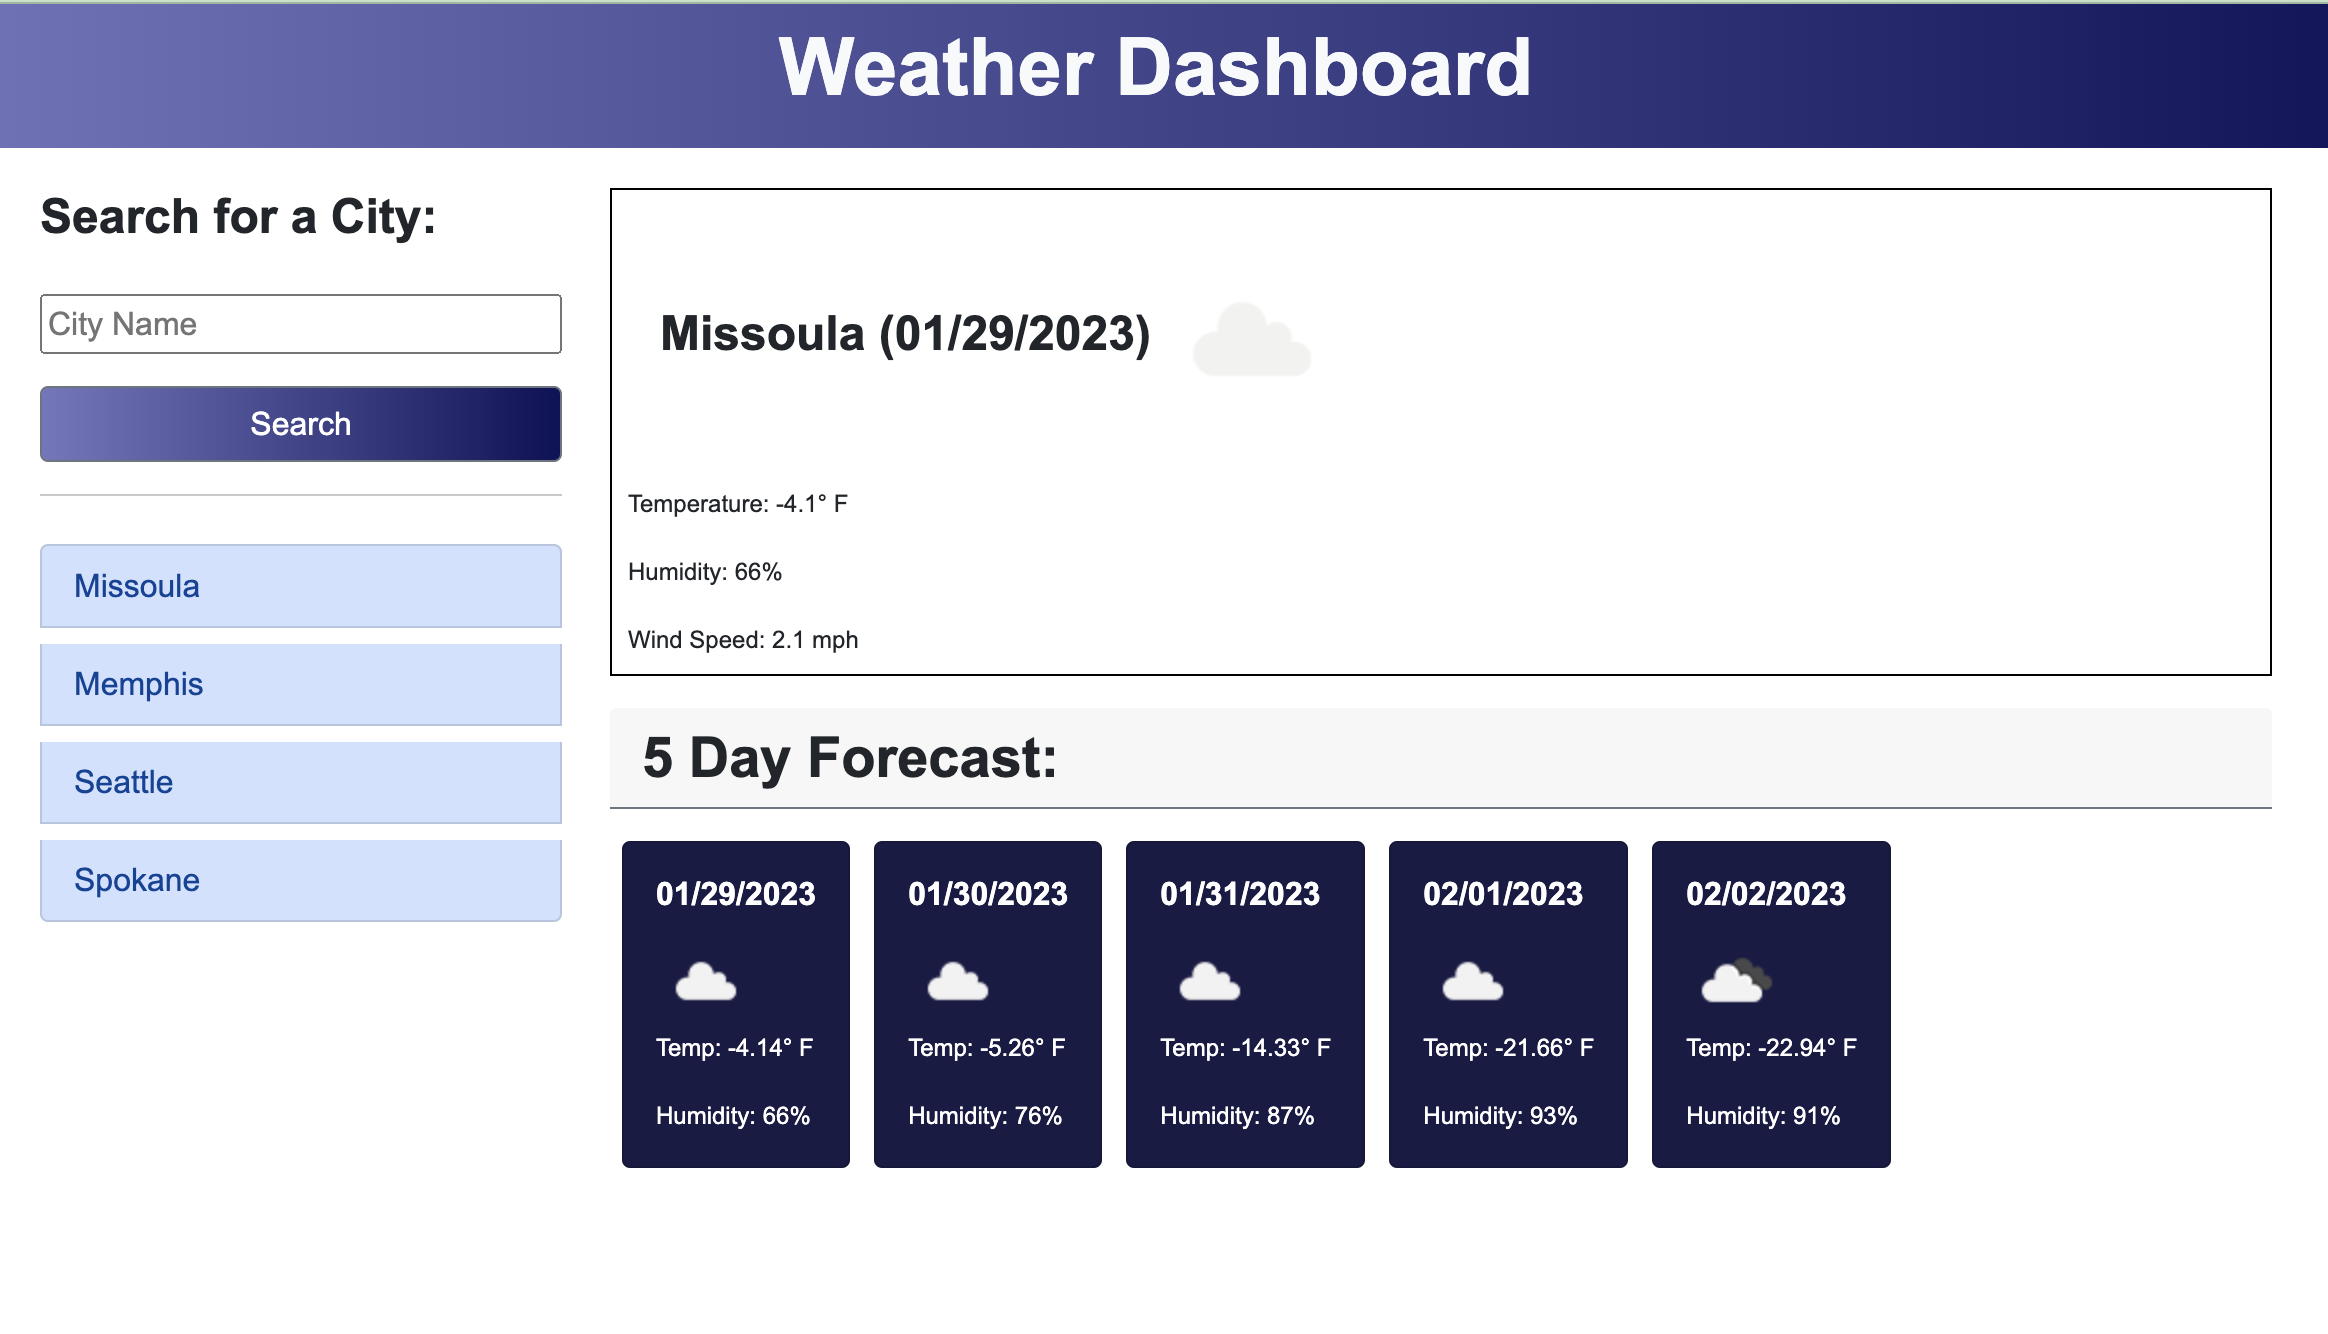 Weather Dashboard
Search for a City:
City Name
Search
Missoula
Memphis
Seattle
Spokane
Missoula (01/29/2023)
Temperature: -4.1° F
Humidity: 66%
Wind Speed: 2.1 mph
5 Day Forecast:
01/29/2023
Temp: -4.14° F
Humidity: 66%
01/30/2023
Temp: -5.26° F
Humidity: 76%
01/31/2023
Temp: -14.33° F
Humidity: 87%
02/01/2023
Temp: -21.66° F
Humidity: 93%
02/02/2023
Temp: -22.94° F
Humidity: 91%